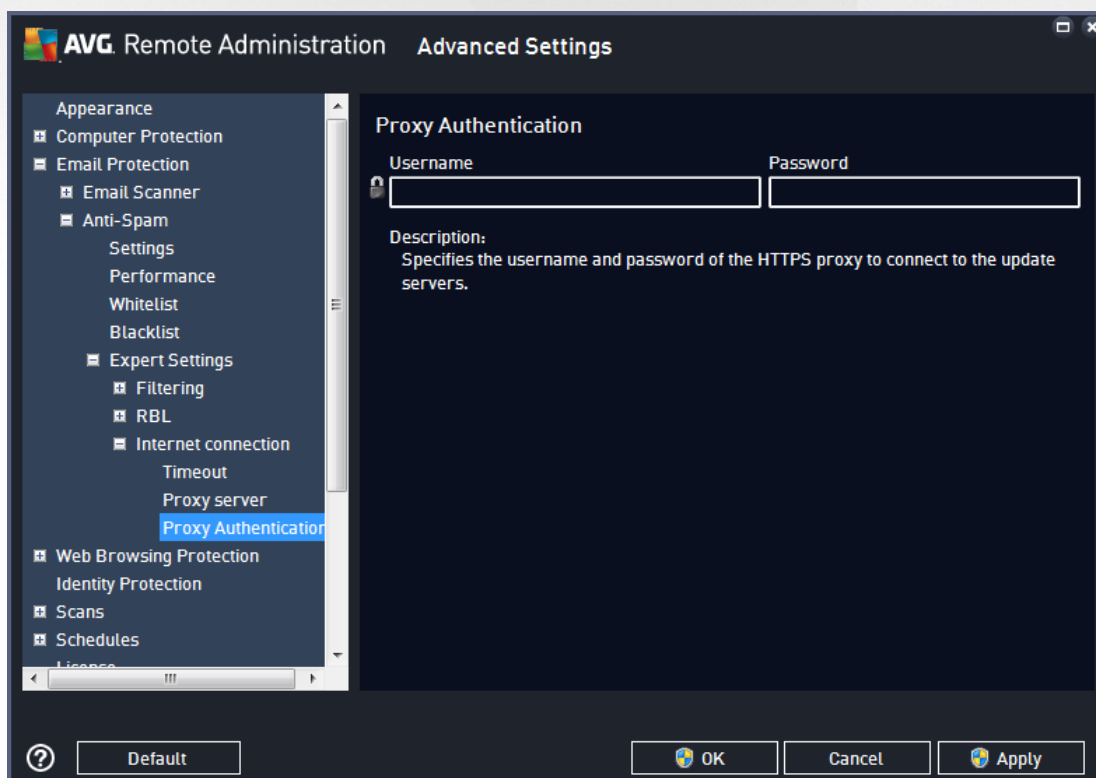 AVG. Remote Administration Advanced Settings
Appearance
Computer Protection
Email Protection
Email Scanner
Anti-Spam
Settings
Performance
Whitelist
Blacklist
Expert Settings
Filtering
RBL
Internet connection
Timeout
Proxy server
Proxy Authentication
Web Browsing Protection
Identity Protection
Scans
Schedules
License
Proxy Authentication
Username Password
Description:
Specifies the username and password of the HTTPS proxy to connect to the update
servers.
? Default OK Cancel Apply